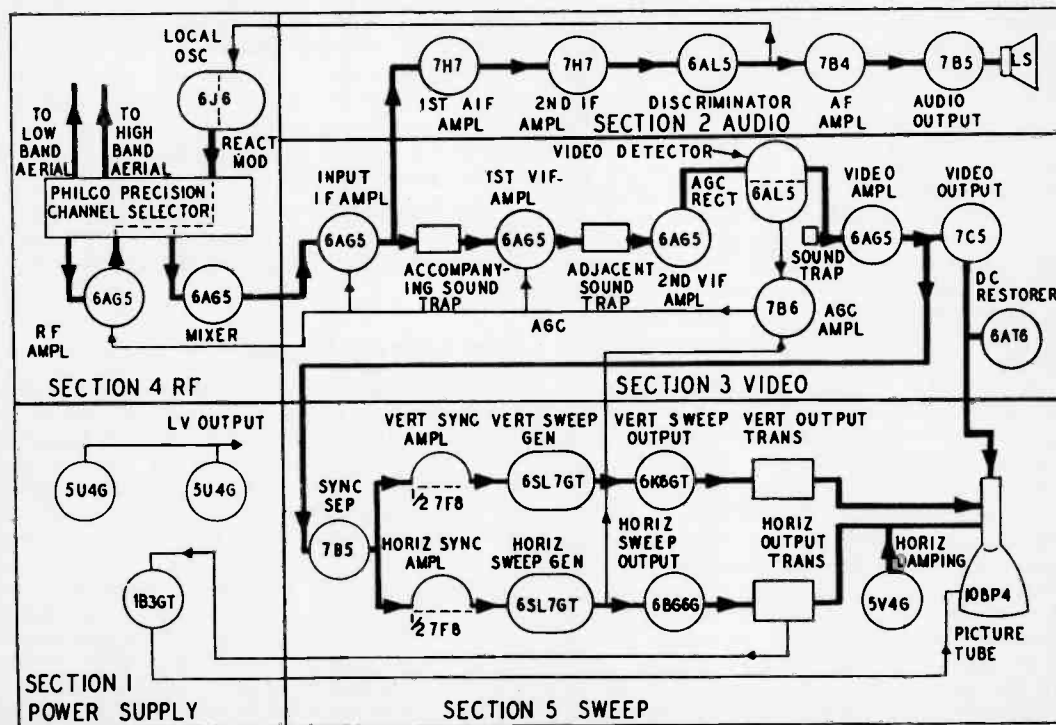 LOCAL
OSC
6J6
REACT
MOD
TO
LOW
BAND
AERIAL
TO
HIGH
BAND
AERIAL
PHILCO PRECISION
CHANNEL SELECTOR
6AG5
RF
AMPL
6AG5
MIXER
SECTION 4 RF
7H7
1ST AIF
AMPL
7H7
2ND IF
AMPL
6AL5
DISCRIMINATOR
7B4
AF
AMPL
7B5
AUDIO
OUTPUT
LS
SECTION 2 AUDIO
INPUT
IF AMPL
6AG5
ACCOMPANY-
ING SOUND
TRAP
1ST VIF-
AMPL
6AG5
ADJACENT
SOUND
TRAP
6AG5
2ND VIF
AMPL
VIDEO DETECTOR
AGC
RECT
6AL5
SOUND
TRAP
VIDEO
AMPL
6AG5
VIDEO
OUTPUT
7C5
DC
RESTORER
6AT6
7B6
AGC
AMPL
AGC
SECTION 3 VIDEO
LV OUTPUT
5U4G
5U4G
1B3GT
SECTION 1
POWER SUPPLY
SYNC
SEP
7B5
VERT SYNC
AMPL
1/2 7F8
VERT SWEEP
GEN
6SL7GT
VERT SWEEP
OUTPUT
6K6GT
VERT OUTPUT
TRANS
HORIZ SYNC
AMPL
1/2 7F8
HORIZ
SWEEP GEN
6SL7GT
HORIZ
SWEEP
OUTPUT
6BG6G
HORIZ
OUTPUT
TRANS
HORIZ
DAMPING
5V4G
10BP4
PICTURE
TUBE
SECTION 5 SWEEP